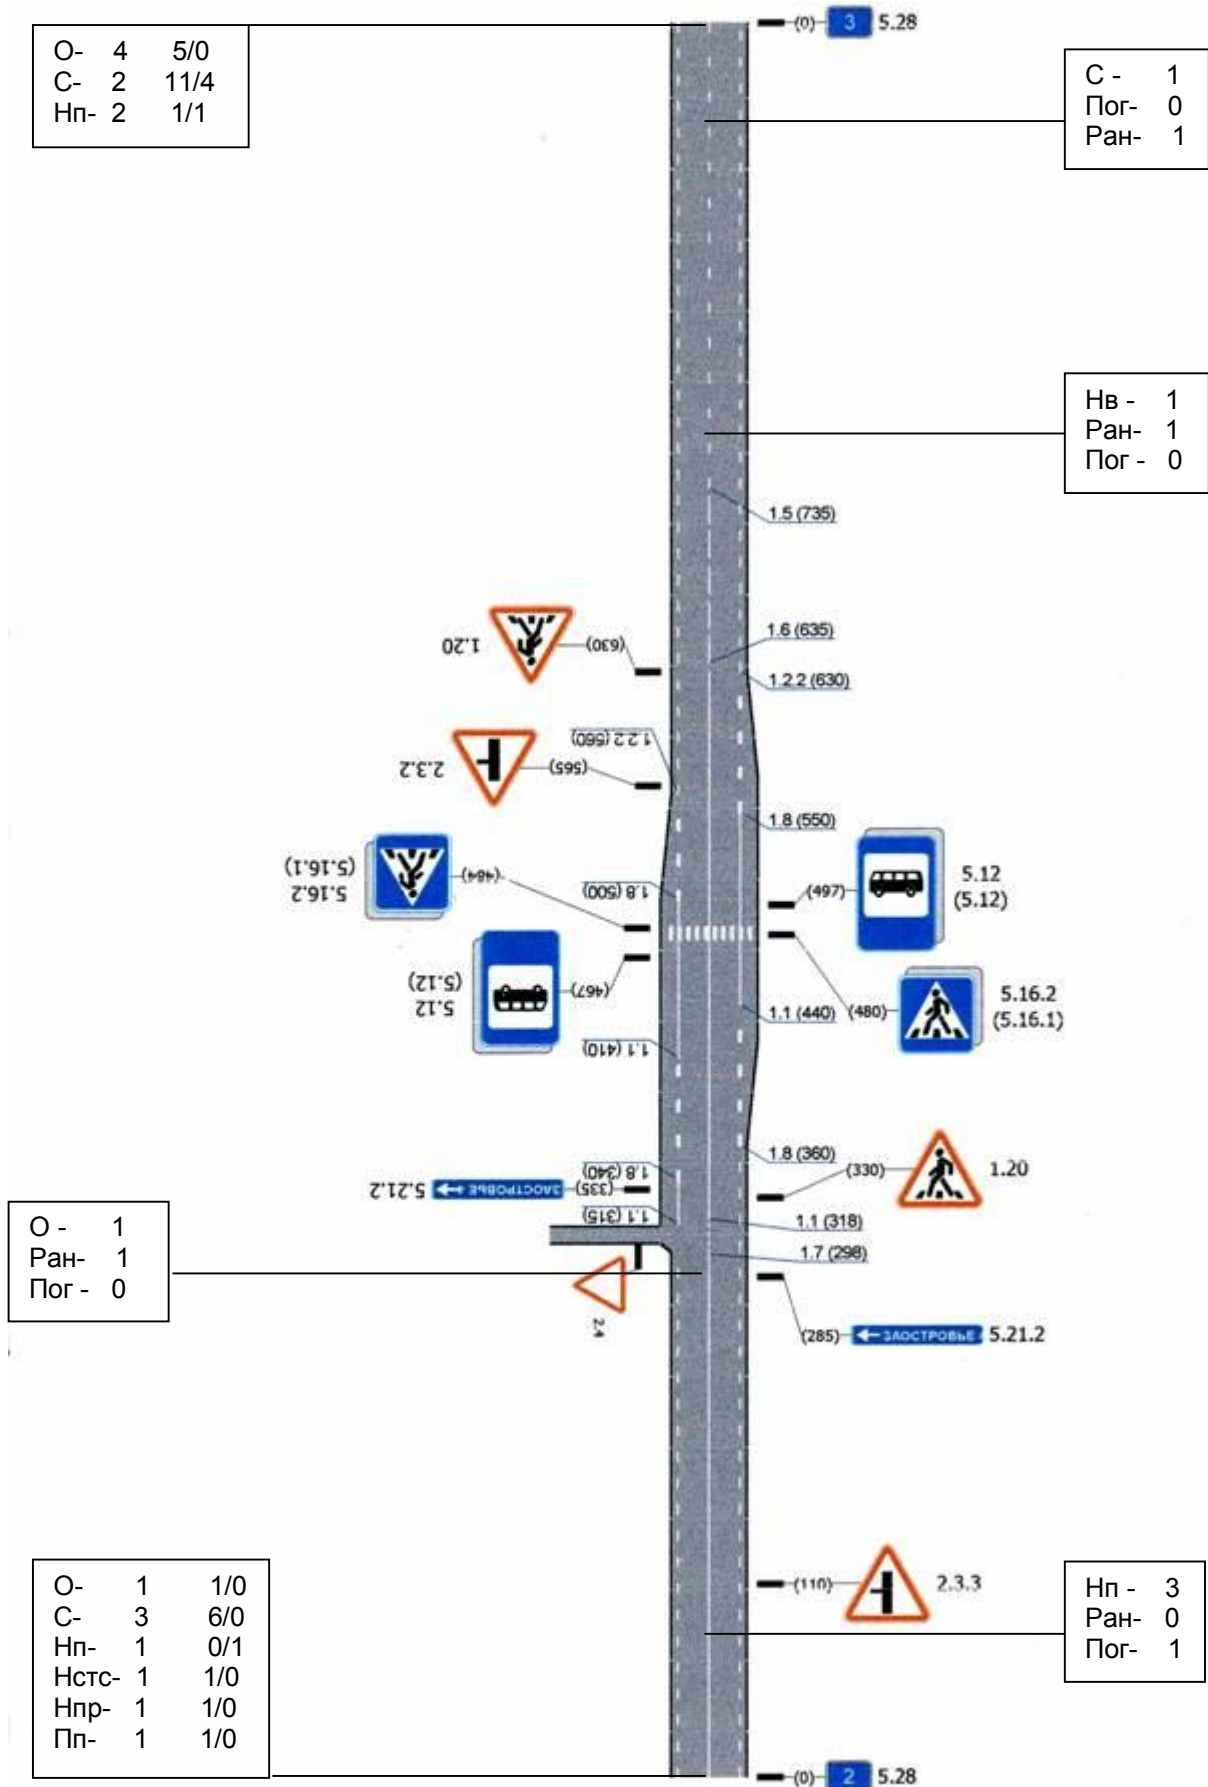 (0) 3 5.28
О- 4 5/0
С- 2 11/4
Нп- 2 1/1
С - 1
Пог- 0
Ран- 1
Нв - 1
Ран- 1
Пог - 0
1.5 (735)
1.20 (630)
1.6 (635)
1.2.2 (630)
1.2.2 (560)
2.3.2 (565)
1.8 (550)
(5.16.1)
5.16.2
(484)
1.8 (500)
(497)
5.12
(5.12)
(5.12)
5.12
(467)
1.1 (440)
(480)
5.16.2
(5.16.1)
1.1 (410)
1.8 (360)
(330)
1.20
1.8 (340)
5.21.2 ЗАОСТРОВЬЕ (335)
1.1 (315)
1.1 (318)
1.7 (298)
О - 1
Ран- 1
Пог - 0
2.4
(285) ЗАОСТРОВЬЕ 5.21.2
(110) 2.3.3
О- 1 1/0
С- 3 6/0
Нп- 1 0/1
Нстс- 1 1/0
Нпр- 1 1/0
Пп- 1 1/0
Нп - 3
Ран- 0
Пог- 1
(0) 2 5.28